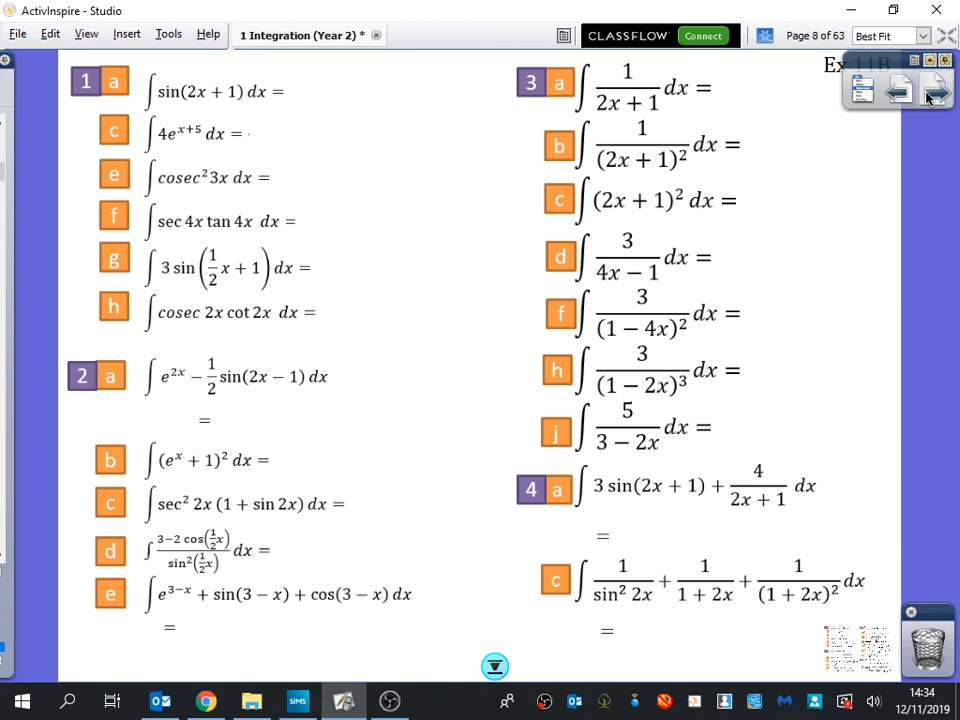 ActivInspire - Studio
File Edit View Insert Tools Help
1 Integration (Year 2) *
CLASSFLOW Connect
Page 8 of 63
Best Fit
Ex 11B
1 a ∫ sin(2x + 1) dx =
c ∫ 4e^{x+5} dx =
e ∫ cosec² 3x dx =
f ∫ sec 4x tan 4x dx =
g ∫ 3 sin(1/2 x + 1) dx =
h ∫ cosec 2x cot 2x dx =
2 a ∫ e^{2x} − 1/2 sin(2x − 1) dx
=
b ∫ (e^x + 1)² dx =
c ∫ sec² 2x (1 + sin 2x) dx =
d ∫ (3−2 cos(1/2 x))/(sin²(1/2 x)) dx =
e ∫ e^{3−x} + sin(3 − x) + cos(3 − x) dx
=
3 a ∫ 1/(2x + 1) dx =
b ∫ 1/(2x + 1)² dx =
c ∫ (2x + 1)² dx =
d ∫ 3/(4x − 1) dx =
f ∫ 3/(1 − 4x)² dx =
h ∫ 3/(1 − 2x)³ dx =
j ∫ 5/(3 − 2x) dx =
4 a ∫ 3 sin(2x + 1) + 4/(2x + 1) dx
=
c ∫ 1/(sin² 2x) + 1/(1 + 2x) + 1/(1 + 2x)² dx
=
SIMS
14:34
12/11/2019